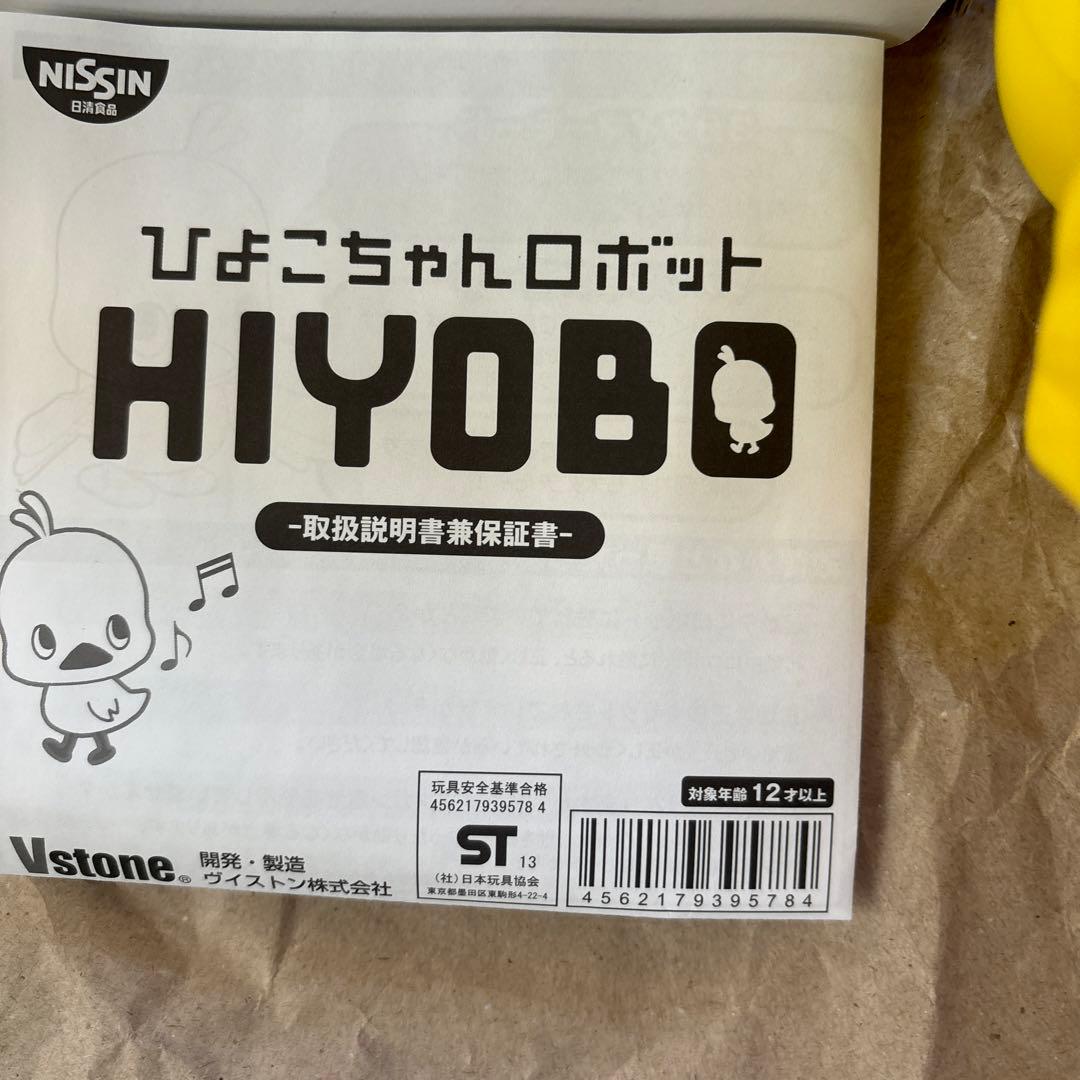 NISSIN
日清食品
ひよこちゃんロボット
HIYOBO
-取扱説明書兼保証書-
対象年齢 12才以上
玩具安全基準合格
456217939578 4
ST 13
(社)日本玩具協会
東京都墨田区東駒形4-22-4
4562179395784
Vstone®
開発・製造
ヴイストン株式会社